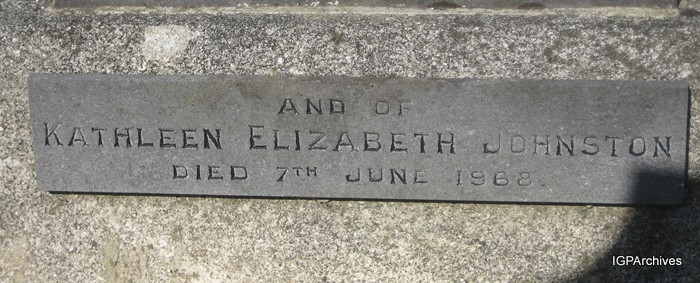 AND OF
KATHLEEN ELIZABETH JOHNSTON
DIED 7TH JUNE 1968.
IGPArchives